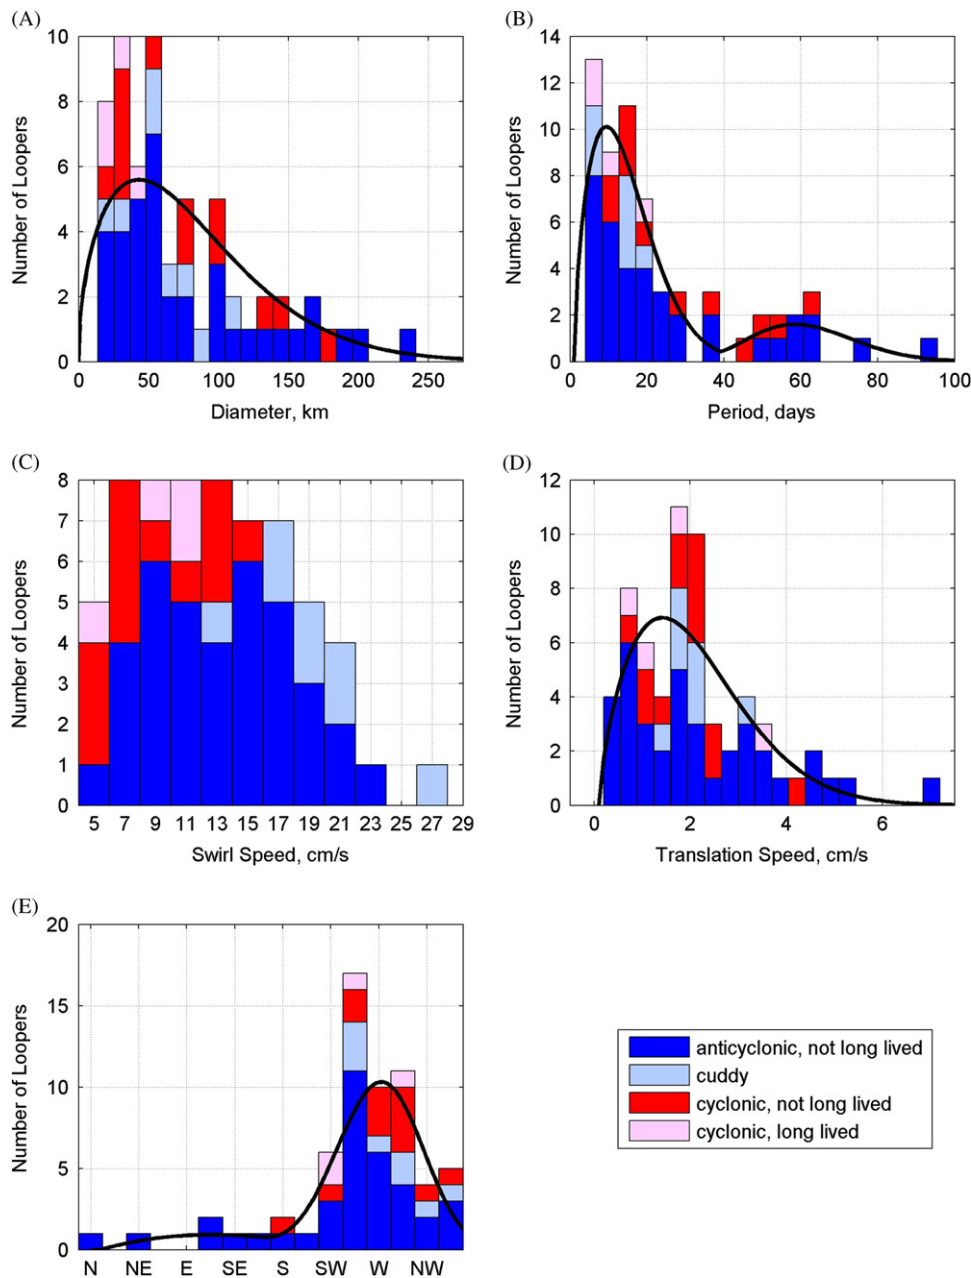 (A)
10
8
6
4
2
0
Number of Loopers
0 50 100 150 200 250
Diameter, km
(B)
14
12
10
8
6
4
2
0
Number of Loopers
0 20 40 60 80 100
Period, days
(C)
8
7
6
5
4
3
2
1
0
Number of Loopers
5 7 9 11 13 15 17 19 21 23 25 27 29
Swirl Speed, cm/s
(D)
12
10
8
6
4
2
0
Number of Loopers
0 2 4 6
Translation Speed, cm/s
(E)
20
15
10
5
0
Number of Loopers
N NE E SE S SW W NW
anticyclonic, not long lived
cuddy
cyclonic, not long lived
cyclonic, long lived